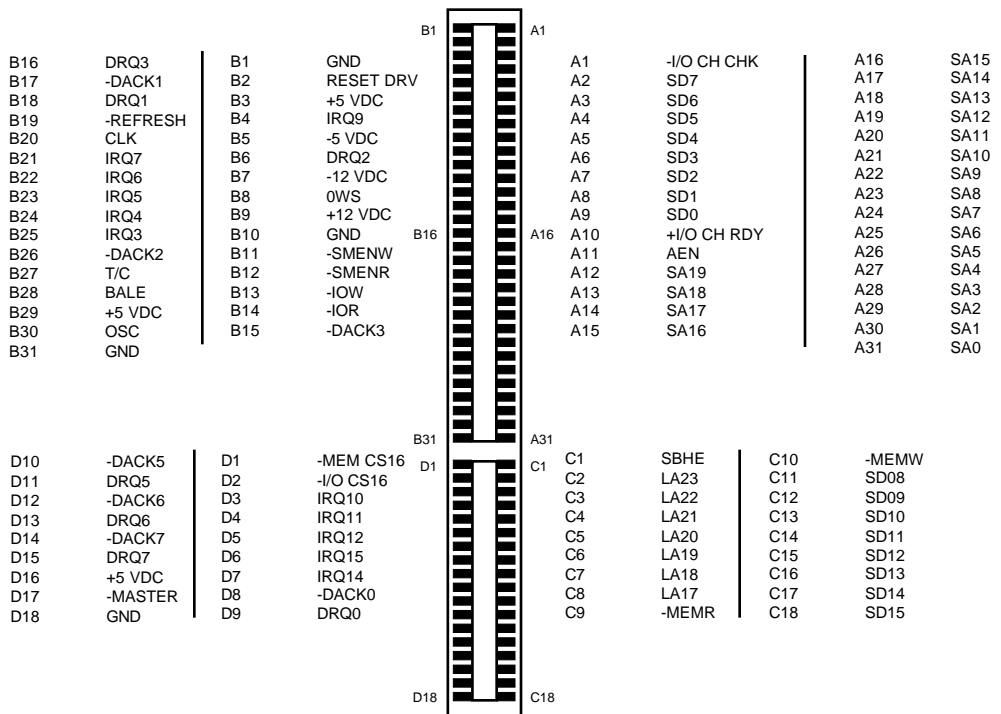 B1 A1
B16 DRQ3 B1 GND A1 -I/O CH CHK A16 SA15
B17 -DACK1 B2 RESET DRV A2 SD7 A17 SA14
B18 DRQ1 B3 +5 VDC A3 SD6 A18 SA13
B19 -REFRESH B4 IRQ9 A4 SD5 A19 SA12
B20 CLK B5 -5 VDC A5 SD4 A20 SA11
B21 IRQ7 B6 DRQ2 A6 SD3 A21 SA10
B22 IRQ6 B7 -12 VDC A7 SD2 A22 SA9
B23 IRQ5 B8 0WS A8 SD1 A23 SA8
B24 IRQ4 B9 +12 VDC A9 SD0 A24 SA7
B25 IRQ3 B10 GND B16 A16 A10 +I/O CH RDY A25 SA6
B26 -DACK2 B11 -SMENW A11 AEN A26 SA5
B27 T/C B12 -SMENR A12 SA19 A27 SA4
B28 BALE B13 -IOW A13 SA18 A28 SA3
B29 +5 VDC B14 -IOR A14 SA17 A29 SA2
B30 OSC B15 -DACK3 A15 SA16 A30 SA1
B31 GND A31 SA0
B31 A31
D10 -DACK5 D1 -MEM CS16 D1 C1 C1 SBHE C10 -MEMW
D11 DRQ5 D2 -I/O CS16 C2 LA23 C11 SD08
D12 -DACK6 D3 IRQ10 C3 LA22 C12 SD09
D13 DRQ6 D4 IRQ11 C4 LA21 C13 SD10
D14 -DACK7 D5 IRQ12 C5 LA20 C14 SD11
D15 DRQ7 D6 IRQ15 C6 LA19 C15 SD12
D16 +5 VDC D7 IRQ14 C7 LA18 C16 SD13
D17 -MASTER D8 -DACK0 C8 LA17 C17 SD14
D18 GND D9 DRQ0 C9 -MEMR C18 SD15
D18 C18